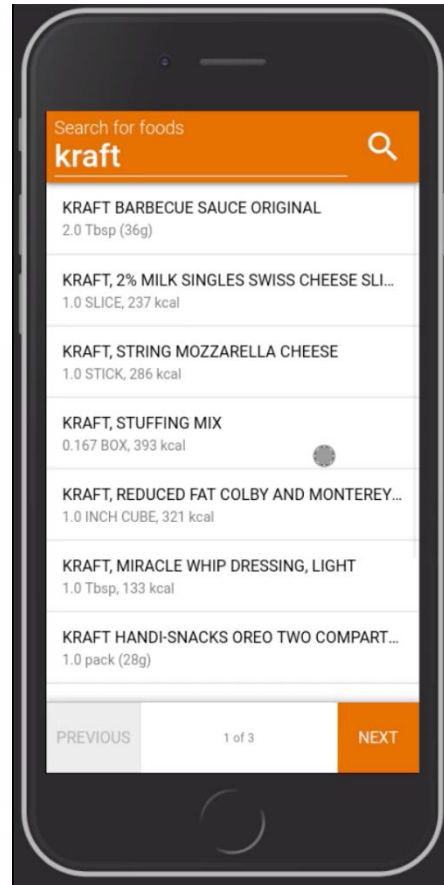 Search for foods
kraft
KRAFT BARBECUE SAUCE ORIGINAL
2.0 Tbsp (36g)
KRAFT, 2% MILK SINGLES SWISS CHEESE SLI...
1.0 SLICE, 237 kcal
KRAFT, STRING MOZZARELLA CHEESE
1.0 STICK, 286 kcal
KRAFT, STUFFING MIX
0.167 BOX, 393 kcal
KRAFT, REDUCED FAT COLBY AND MONTEREY...
1.0 INCH CUBE, 321 kcal
KRAFT, MIRACLE WHIP DRESSING, LIGHT
1.0 Tbsp, 133 kcal
KRAFT HANDI-SNACKS OREO TWO COMPART...
1.0 pack (28g)
PREVIOUS 1 of 3 NEXT